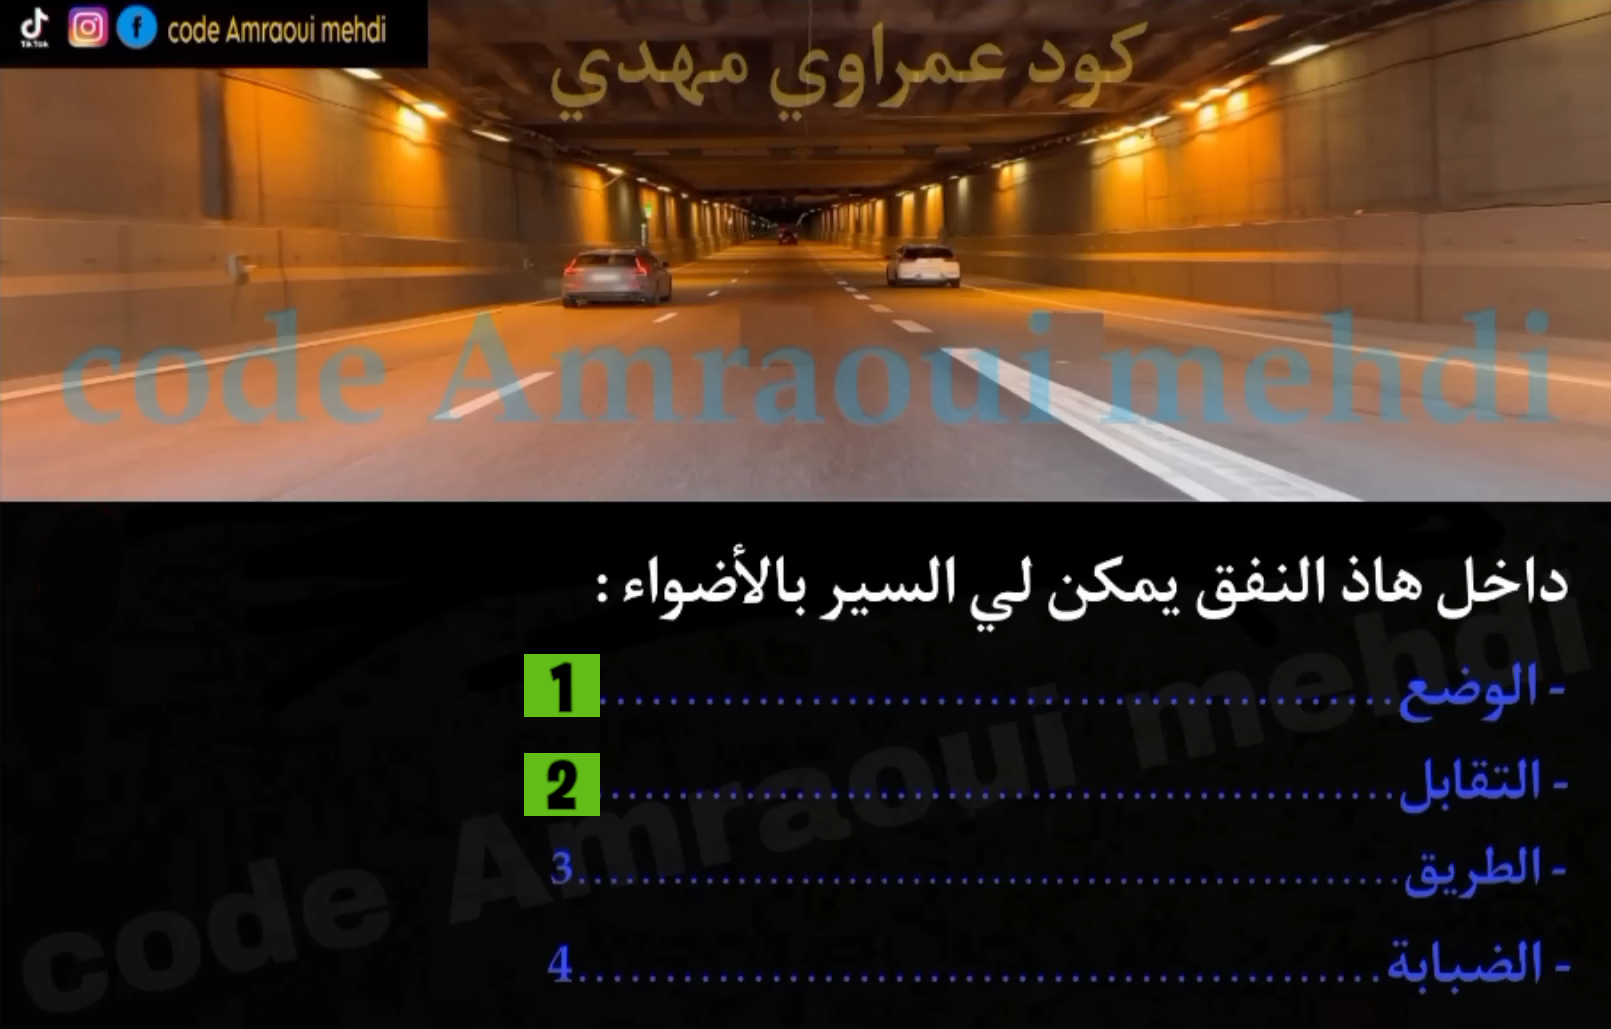 TikTok
code Amraoui mehdi
كود عمراوي مهدي
code Amraoui mehdi
داخل هاذ النفق يمكن لي السير بالأضواء :
- الوضع........................................1
- التقابل........................................2
- الطريق........................................3
- الضبابة........................................4
code Amraoui mehdi